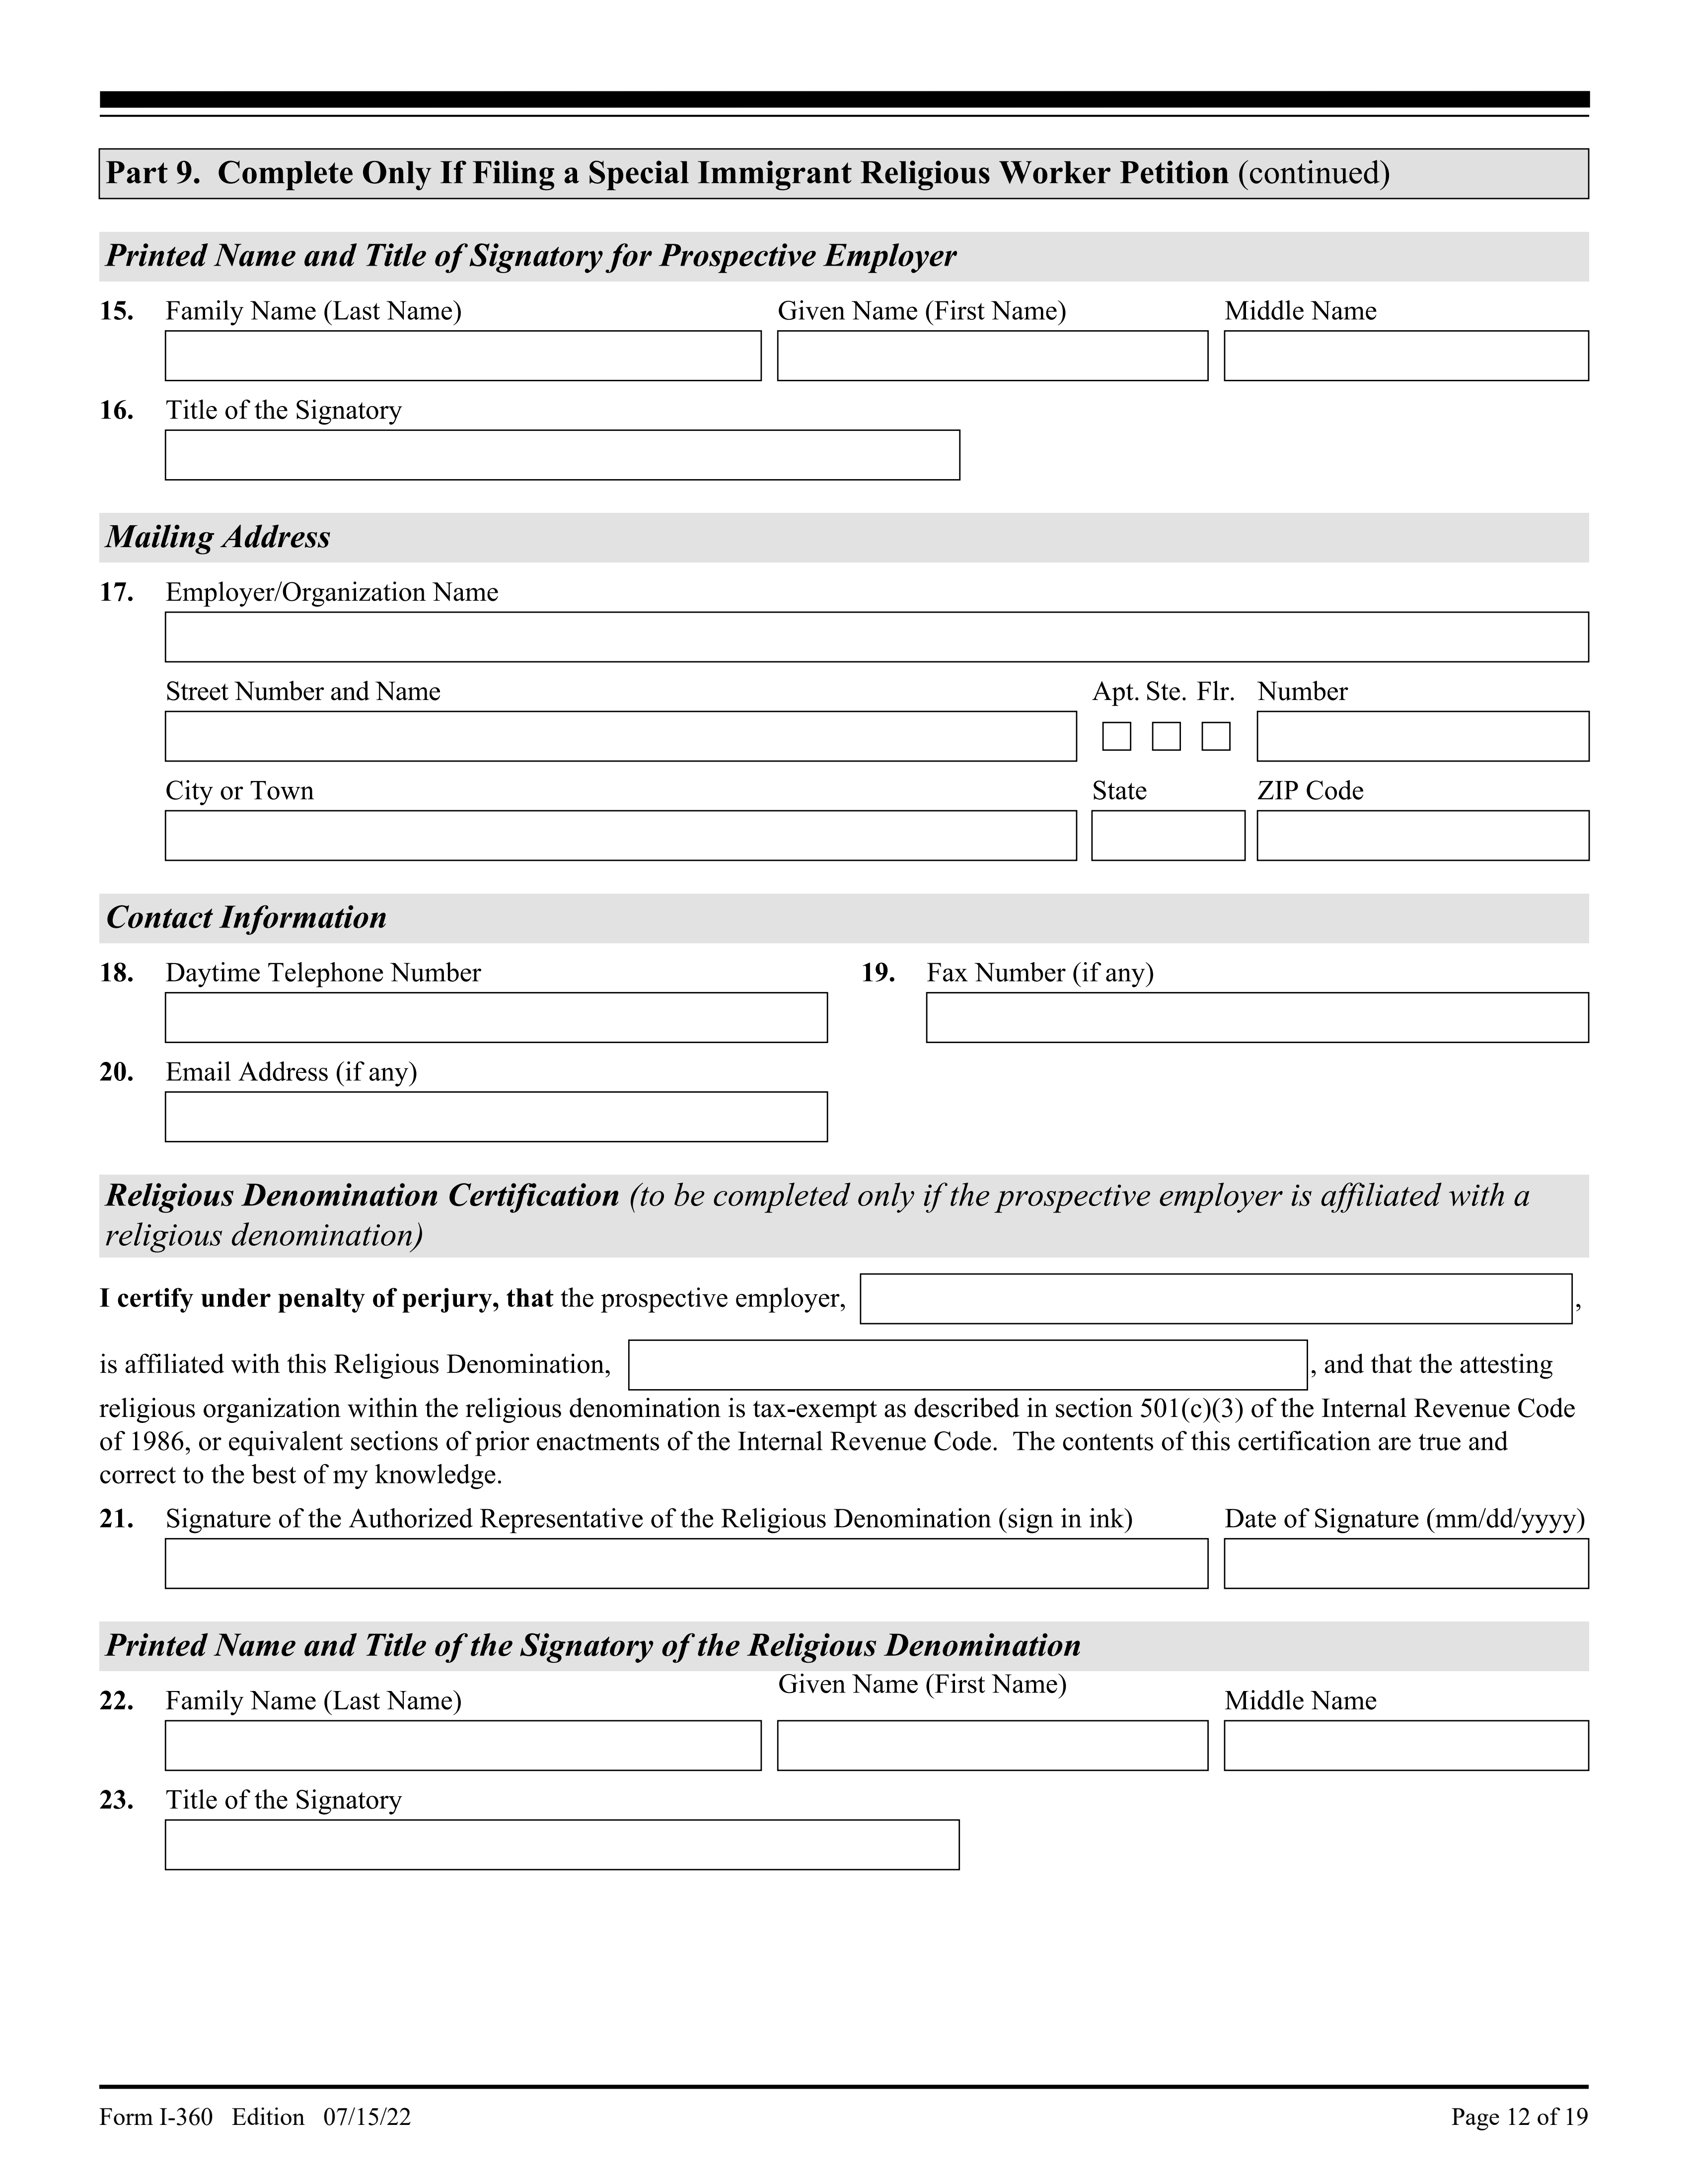 Part 9. Complete Only If Filing a Special Immigrant Religious Worker Petition (continued)
Printed Name and Title of Signatory for Prospective Employer
15. Family Name (Last Name) Given Name (First Name) Middle Name
16. Title of the Signatory
Mailing Address
17. Employer/Organization Name
Street Number and Name Apt. Ste. Flr. Number
City or Town State ZIP Code
Contact Information
18. Daytime Telephone Number 19. Fax Number (if any)
20. Email Address (if any)
Religious Denomination Certification (to be completed only if the prospective employer is affiliated with a
religious denomination)
I certify under penalty of perjury, that the prospective employer, ,
is affiliated with this Religious Denomination, , and that the attesting
religious organization within the religious denomination is tax-exempt as described in section 501(c)(3) of the Internal Revenue Code
of 1986, or equivalent sections of prior enactments of the Internal Revenue Code. The contents of this certification are true and
correct to the best of my knowledge.
21. Signature of the Authorized Representative of the Religious Denomination (sign in ink) Date of Signature (mm/dd/yyyy)
Printed Name and Title of the Signatory of the Religious Denomination
22. Family Name (Last Name) Given Name (First Name) Middle Name
23. Title of the Signatory
Form I-360 Edition 07/15/22 Page 12 of 19